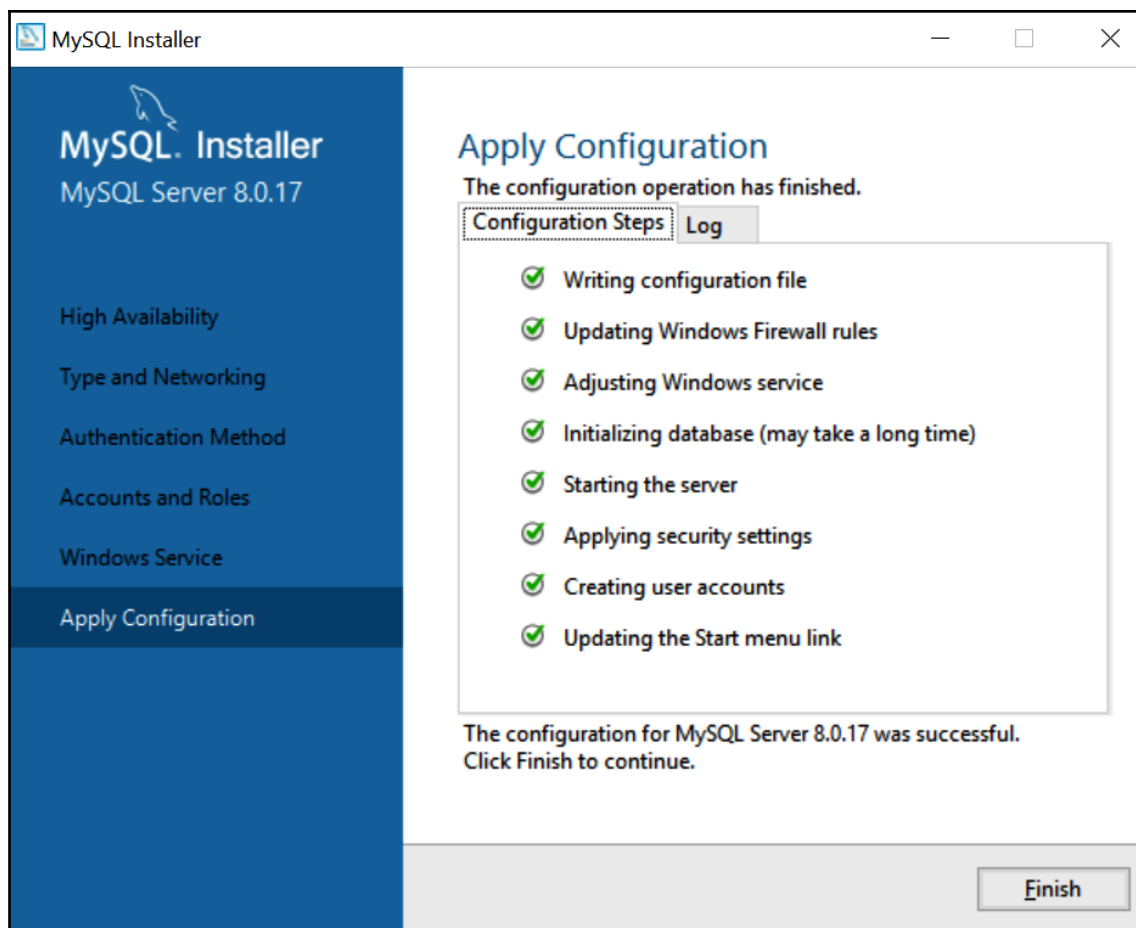 MySQL Installer
MySQL. Installer
MySQL Server 8.0.17
High Availability
Type and Networking
Authentication Method
Accounts and Roles
Windows Service
Apply Configuration
Apply Configuration
The configuration operation has finished.
Configuration Steps Log
Writing configuration file
Updating Windows Firewall rules
Adjusting Windows service
Initializing database (may take a long time)
Starting the server
Applying security settings
Creating user accounts
Updating the Start menu link
The configuration for MySQL Server 8.0.17 was successful.
Click Finish to continue.
Finish